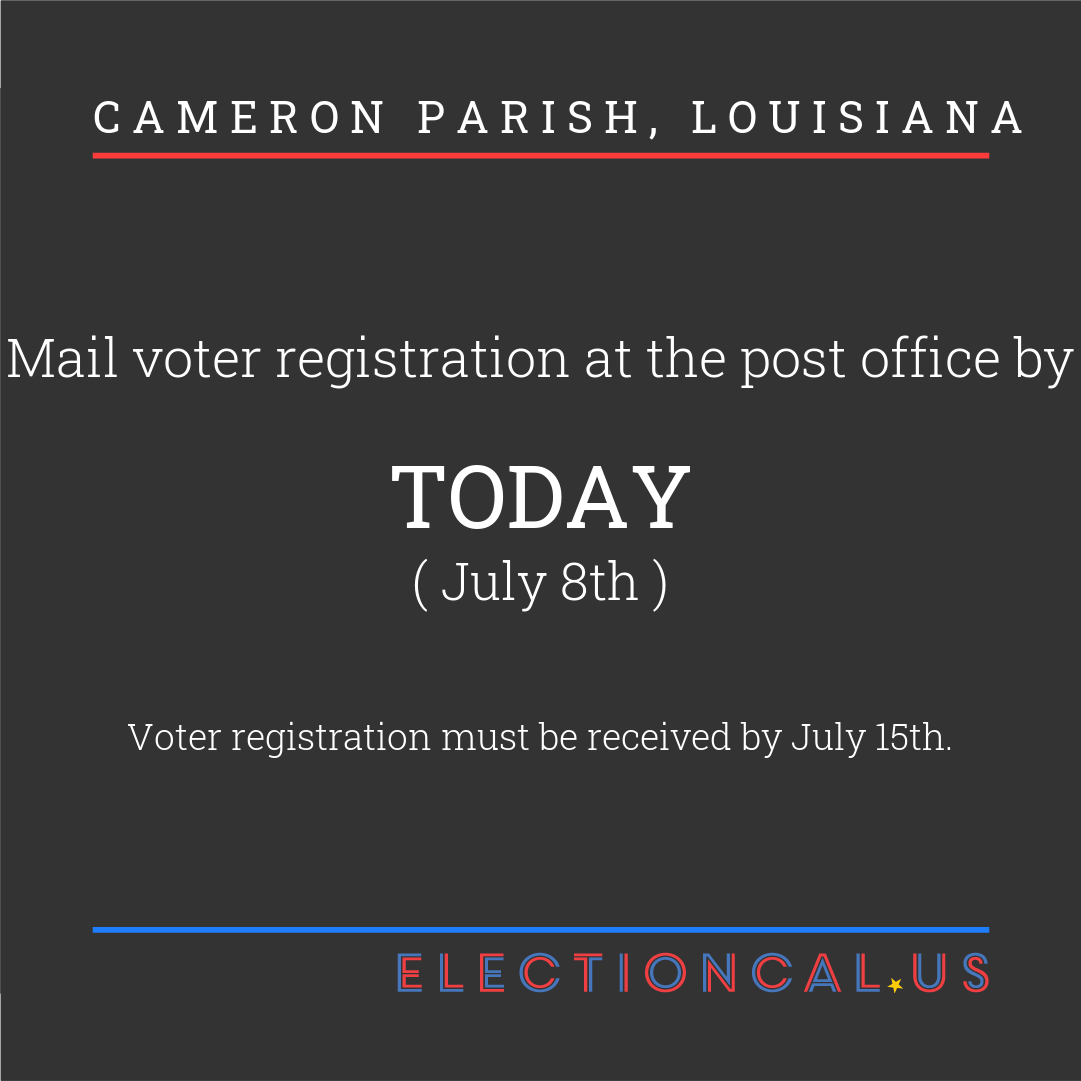 CAMERON PARISH, LOUISIANA
Mail voter registration at the post office by
TODAY
( July 8th )
Voter registration must be received by July 15th.
ELECTIONCAL.US